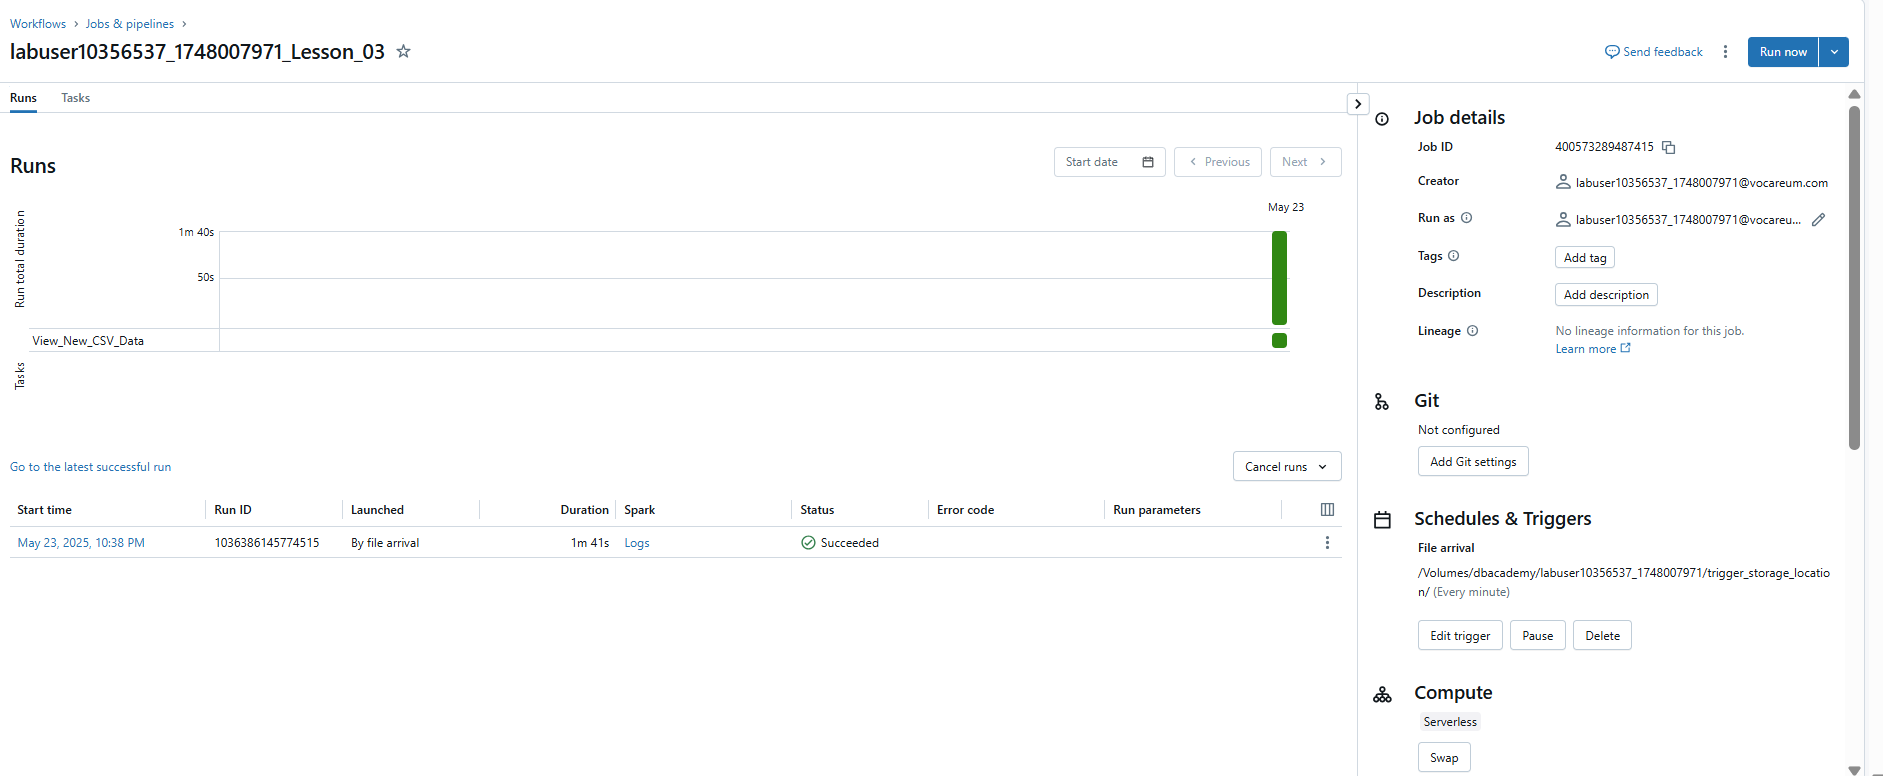 Workflows > Jobs & pipelines >
labuser10356537_1748007971_Lesson_03
Send feedback
Run now
Runs
Tasks
Runs
Start date
Previous
Next
May 23
Run total duration
1m 40s
50s
View_New_CSV_Data
Tasks
Go to the latest successful run
Cancel runs
Start time Run ID Launched Duration Spark Status Error code Run parameters
May 23, 2025, 10:38 PM 1036386145774515 By file arrival 1m 41s Logs Succeeded
Job details
Job ID 400573289487415
Creator labuser10356537_1748007971@vocareum.com
Run as labuser10356537_1748007971@vocareu...
Tags Add tag
Description Add description
Lineage No lineage information for this job.
Learn more
Git
Not configured
Add Git settings
Schedules & Triggers
File arrival
/Volumes/dbacademy/labuser10356537_1748007971/trigger_storage_locatio
n/ (Every minute)
Edit trigger Pause Delete
Compute
Serverless
Swap